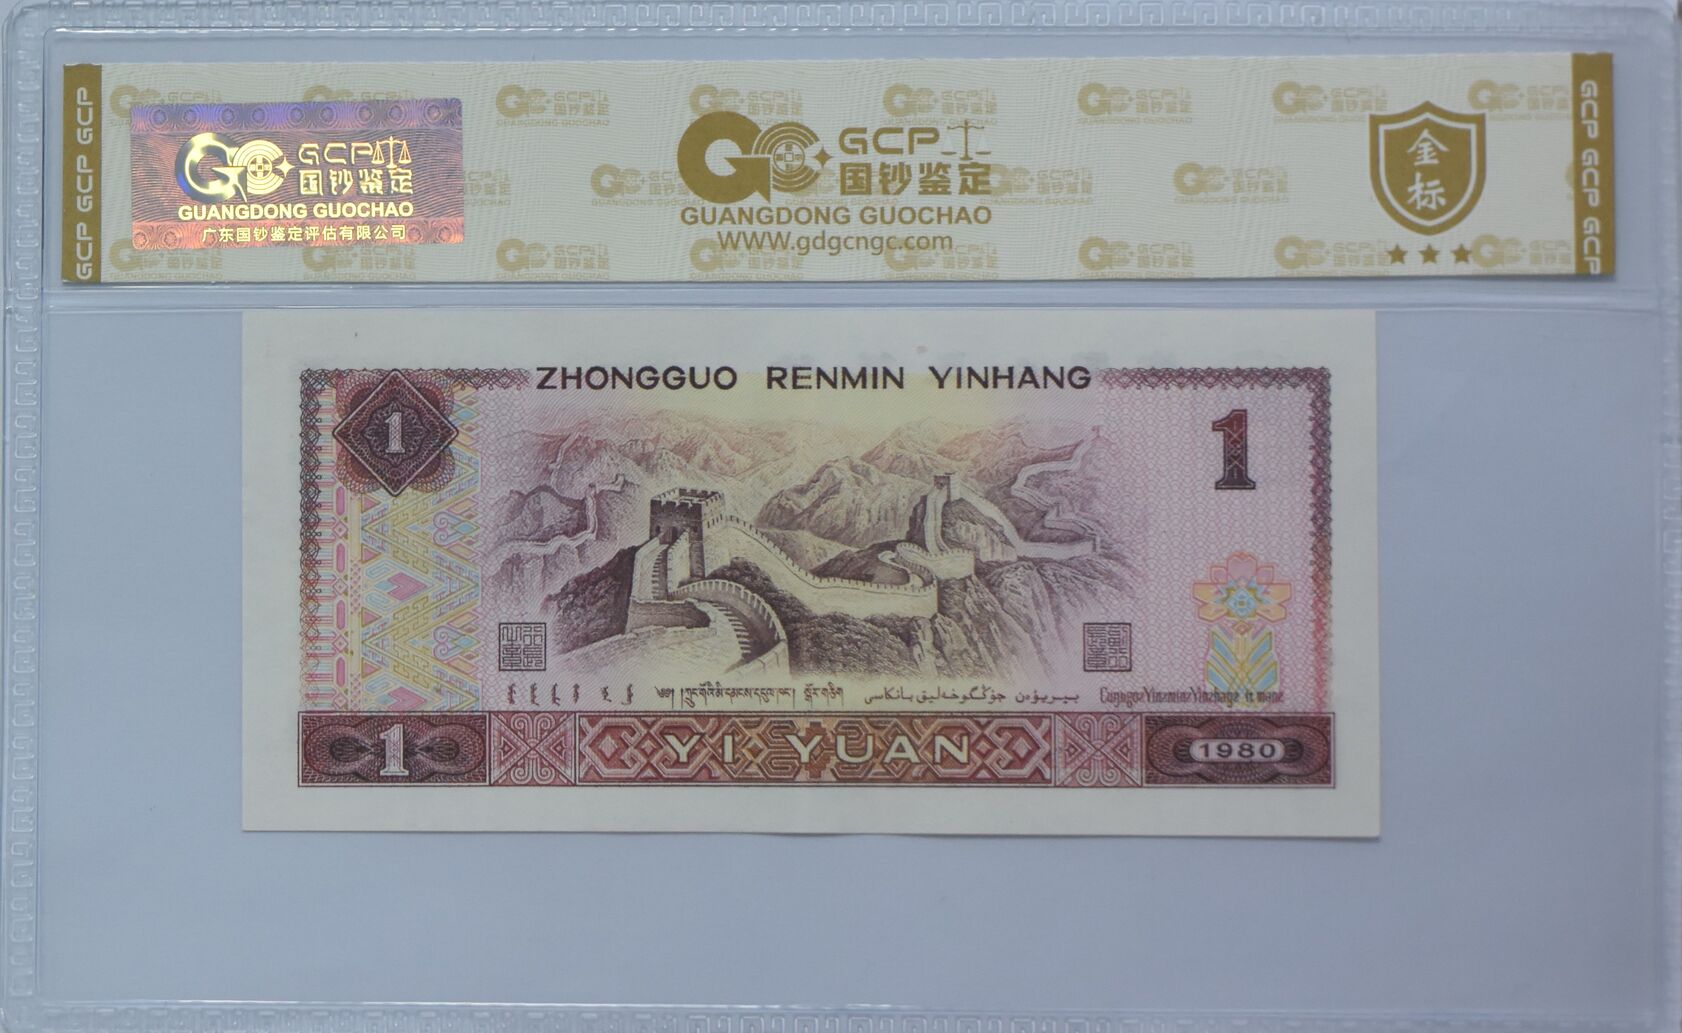 GCP GCP GCP
GCP
国钞鉴定
GUANGDONG GUOCHAO
广东国钞鉴定评估有限公司
GCP
国钞鉴定
GUANGDONG GUOCHAO
WWW.gdgcngc.com
金标
GCP GCP GCP
ZHONGGUO RENMIN YINHANG
1
1
1
YI YUAN
1980